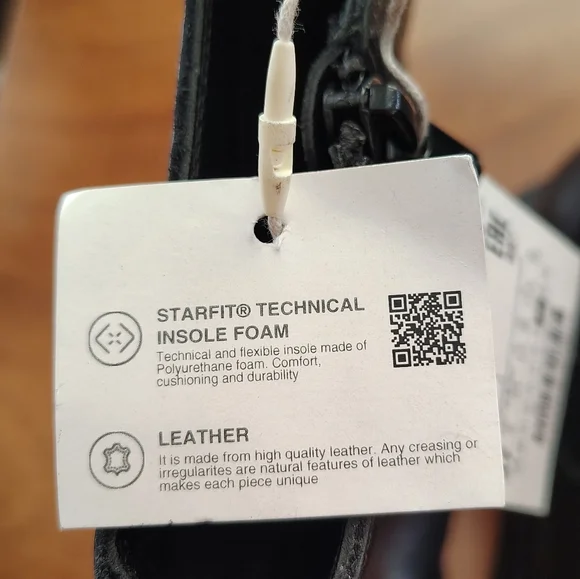 STARFIT® TECHNICAL
INSOLE FOAM
Technical and flexible insole made of
Polyurethane foam. Comfort,
cushioning and durability
LEATHER
It is made from high quality leather. Any creasing or
irregularites are natural features of leather which
makes each piece unique